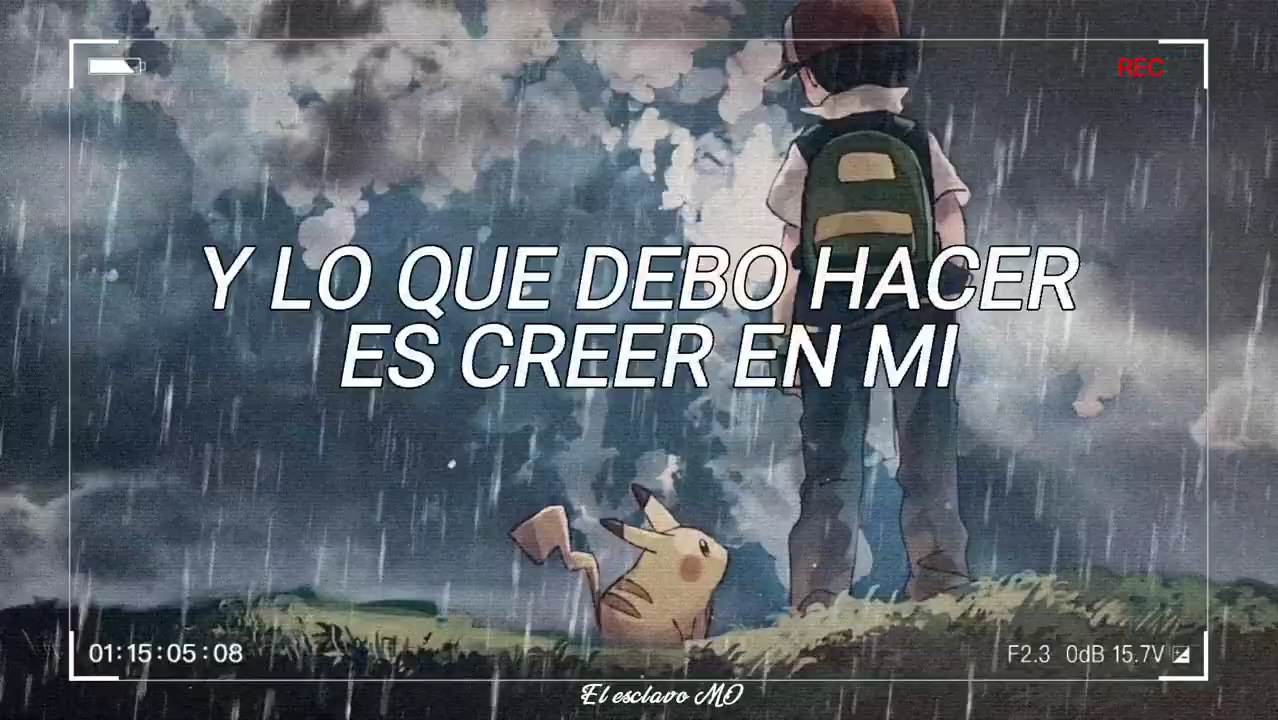 REC
Y LO QUE DEBO HACER
ES CREER EN MI
01:15:05:08
F2.3 0dB 15.7V
El esclavo MD